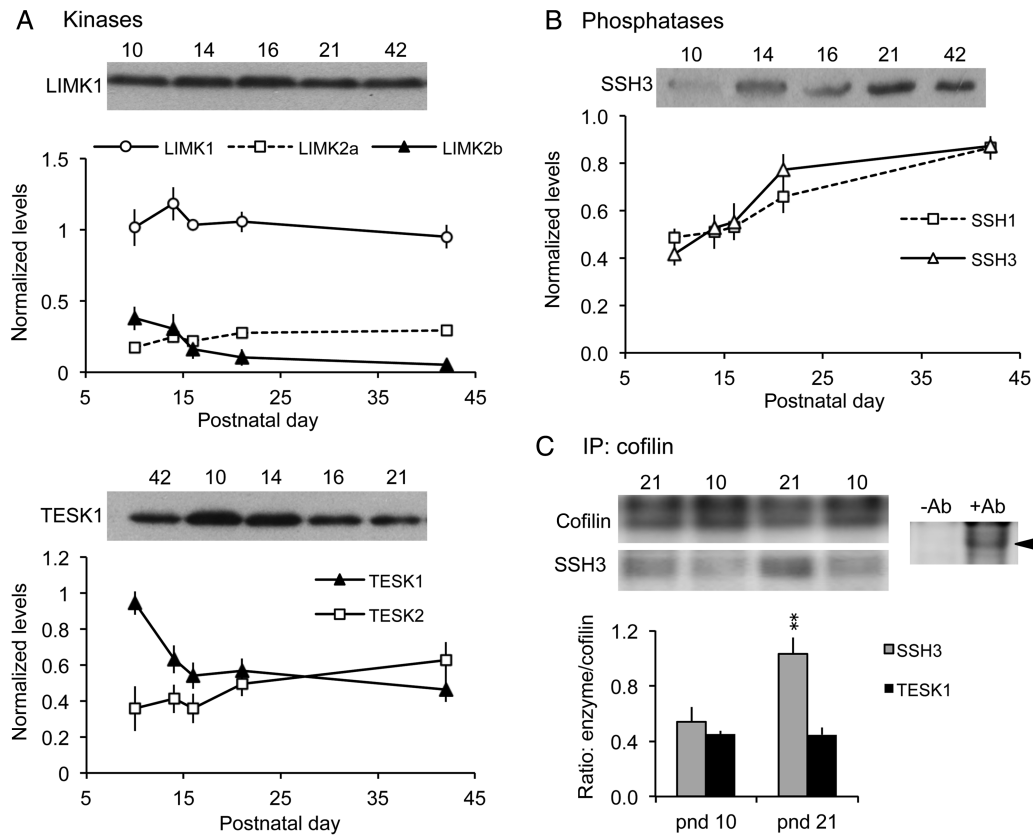 A Kinases
10 14 16 21 42
LIMK1
LIMK1 LIMK2a LIMK2b
1.5
1
0.5
0
Normalized levels
5 15 25 35 45
Postnatal day
42 10 14 16 21
TESK1
1.2
1
0.8
0.6
0.4
0.2
0
Normalized levels
TESK1
TESK2
5 15 25 35 45
Postnatal day
B Phosphatases
10 14 16 21 42
SSH3
1.0
0.8
0.6
0.4
0.2
0.0
Normalized levels
SSH1
SSH3
5 15 25 35 45
Postnatal day
C IP: cofilin
21 10 21 10
Cofilin
SSH3
-Ab +Ab
1.2
0.8
0.4
0.0
Ratio: enzyme/cofilin
**
SSH3
TESK1
pnd 10 pnd 21